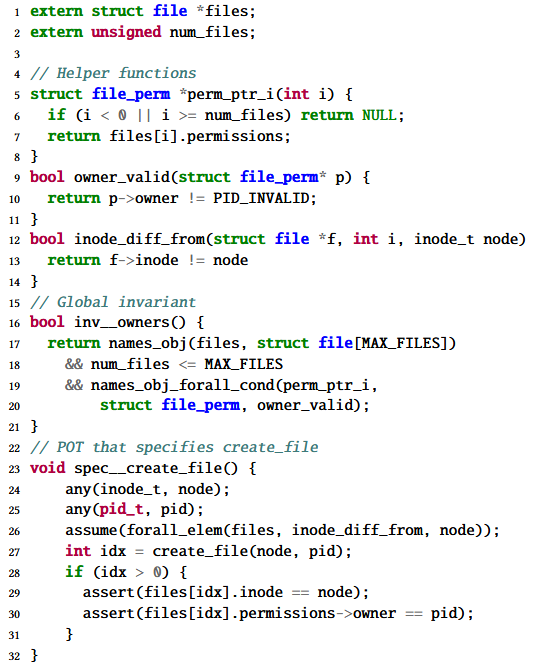 1 extern struct file *files;
2 extern unsigned num_files;
3
4 // Helper functions
5 struct file_perm *perm_ptr_i(int i) {
6   if (i < 0 || i >= num_files) return NULL;
7   return files[i].permissions;
8 }
9 bool owner_valid(struct file_perm* p) {
10   return p->owner != PID_INVALID;
11 }
12 bool inode_diff_from(struct file *f, int i, inode_t node)
13   return f->inode != node
14 }
15 // Global invariant
16 bool inv__owners() {
17   return names_obj(files, struct file[MAX_FILES])
18     && num_files <= MAX_FILES
19     && names_obj_forall_cond(perm_ptr_i,
20         struct file_perm, owner_valid);
21 }
22 // POT that specifies create_file
23 void spec__create_file() {
24     any(inode_t, node);
25     any(pid_t, pid);
26     assume(forall_elem(files, inode_diff_from, node));
27     int idx = create_file(node, pid);
28     if (idx > 0) {
29       assert(files[idx].inode == node);
30       assert(files[idx].permissions->owner == pid);
31     }
32 }